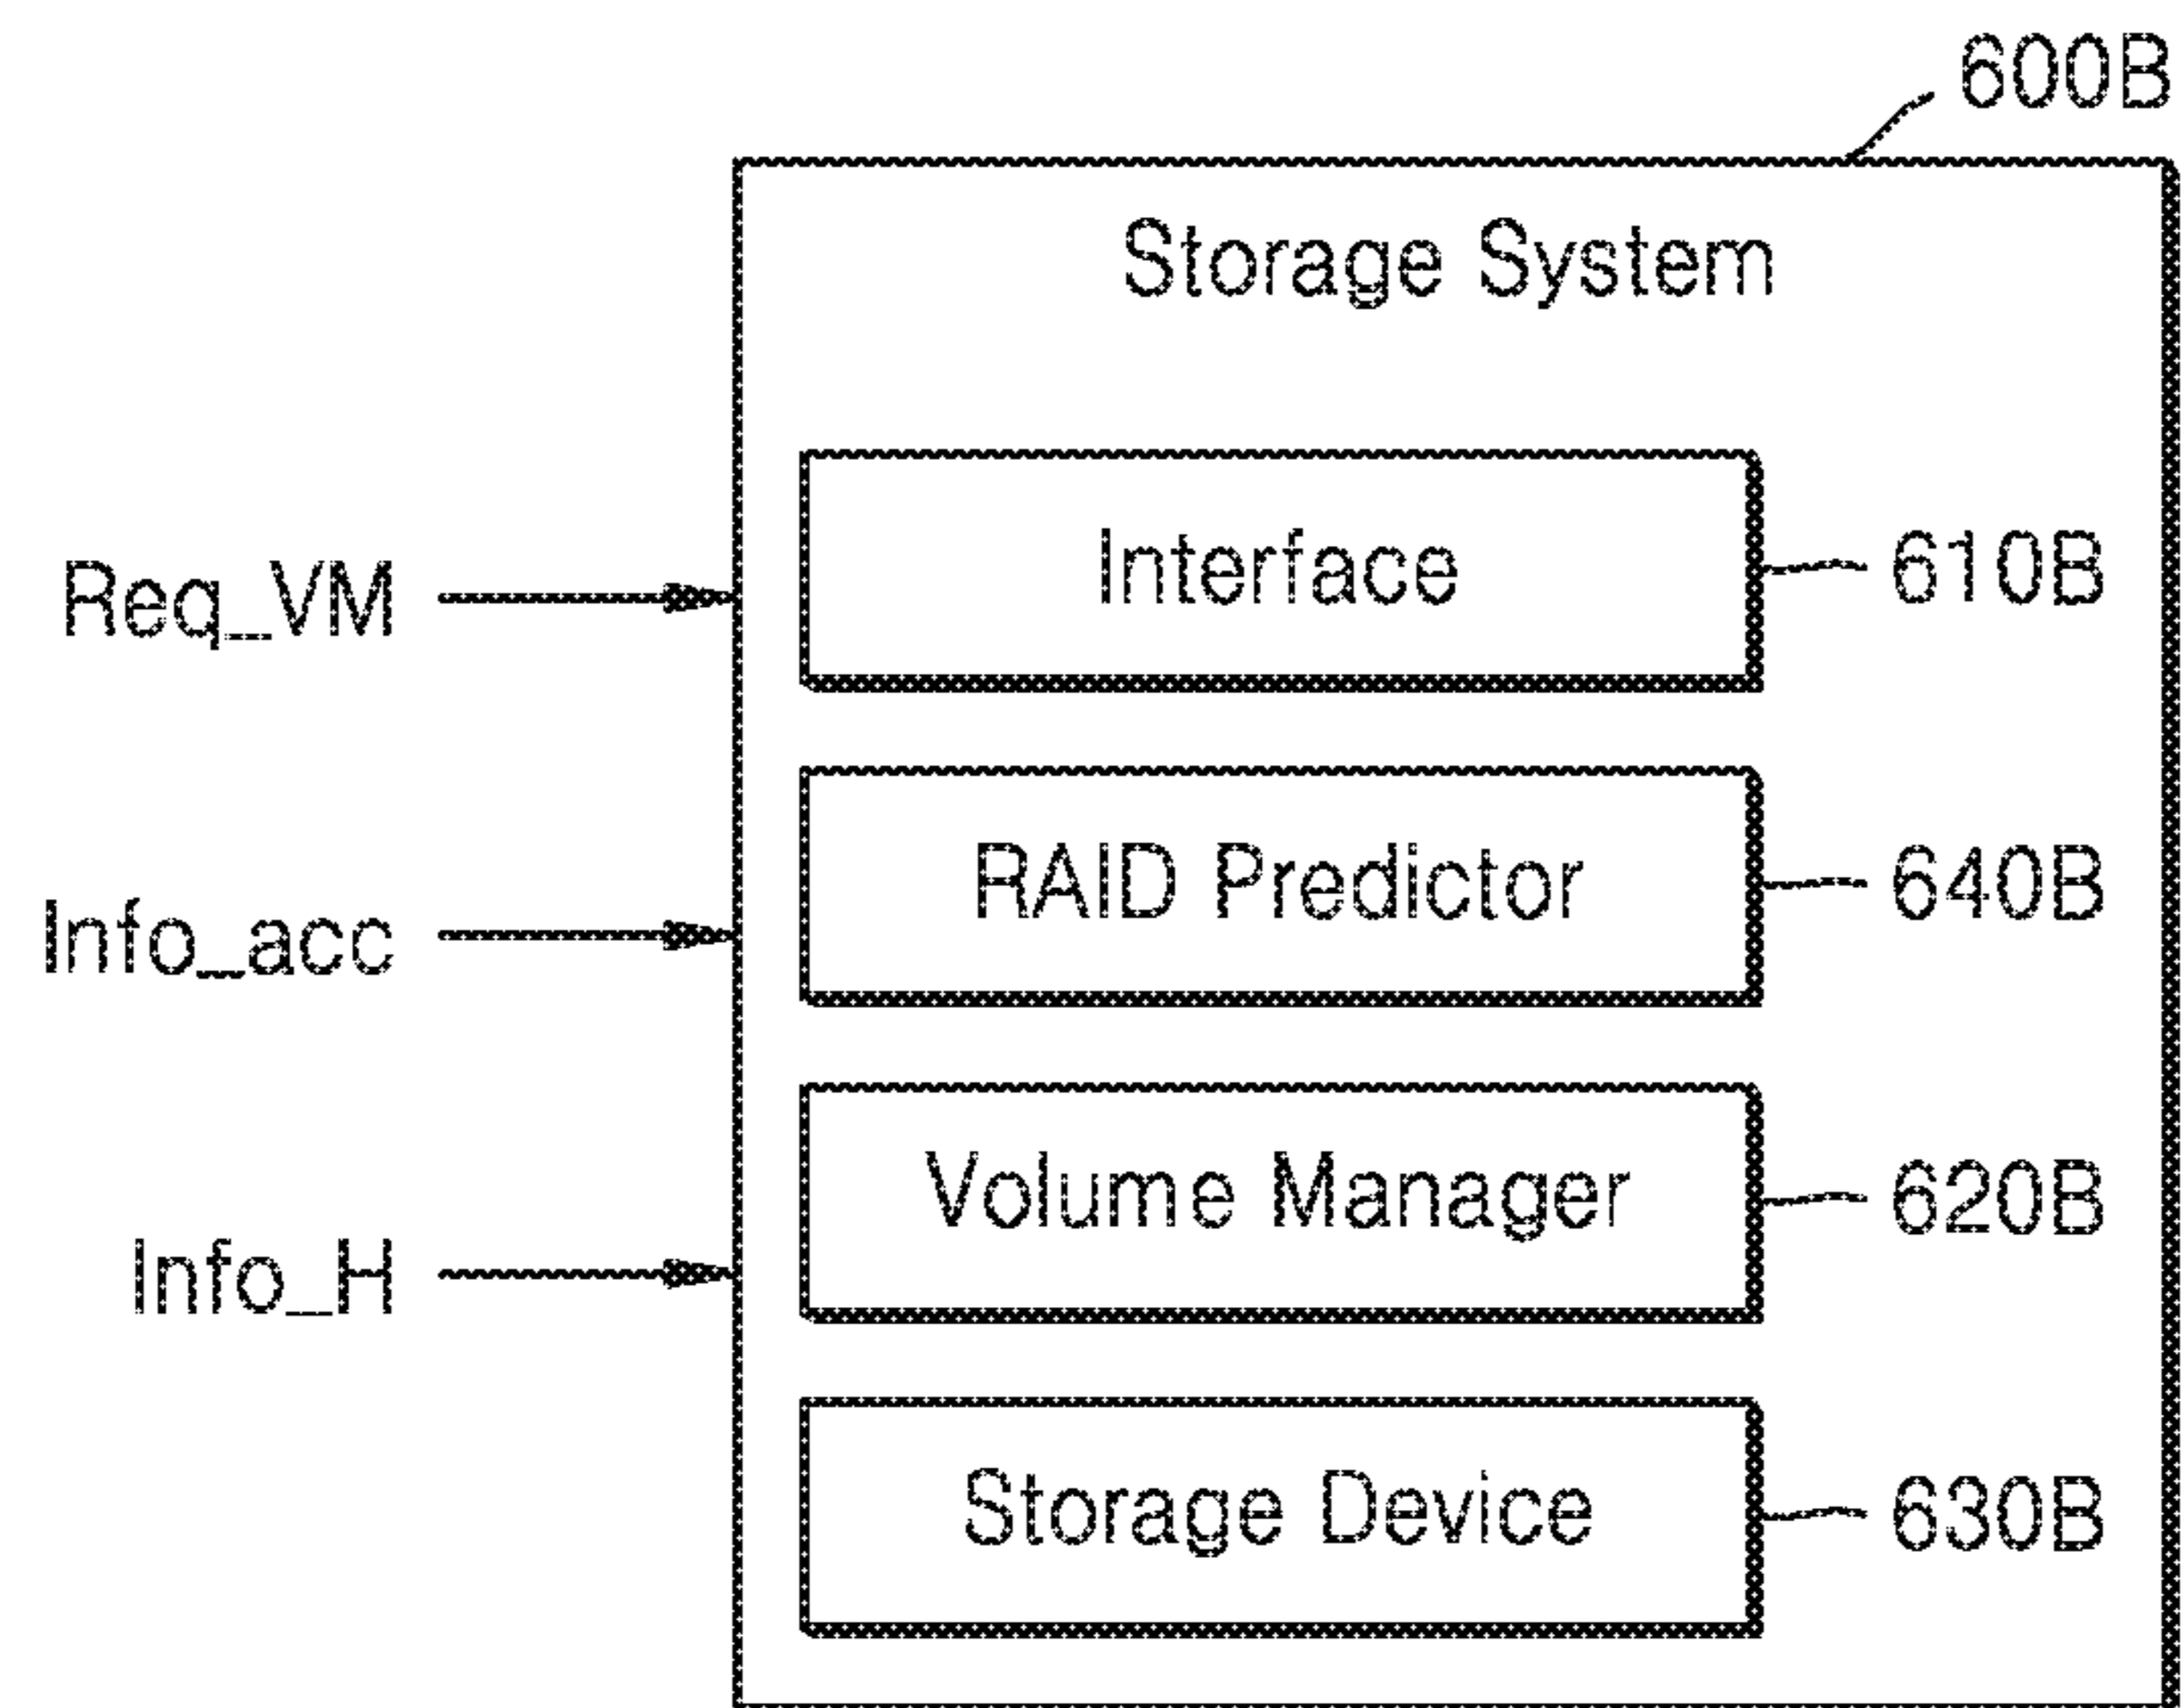 600B
Storage System
Interface
610B
Req_VM
RAID Predictor
640B
Info_acc
Volume Manager
620B
Info_H
Storage Device
630B